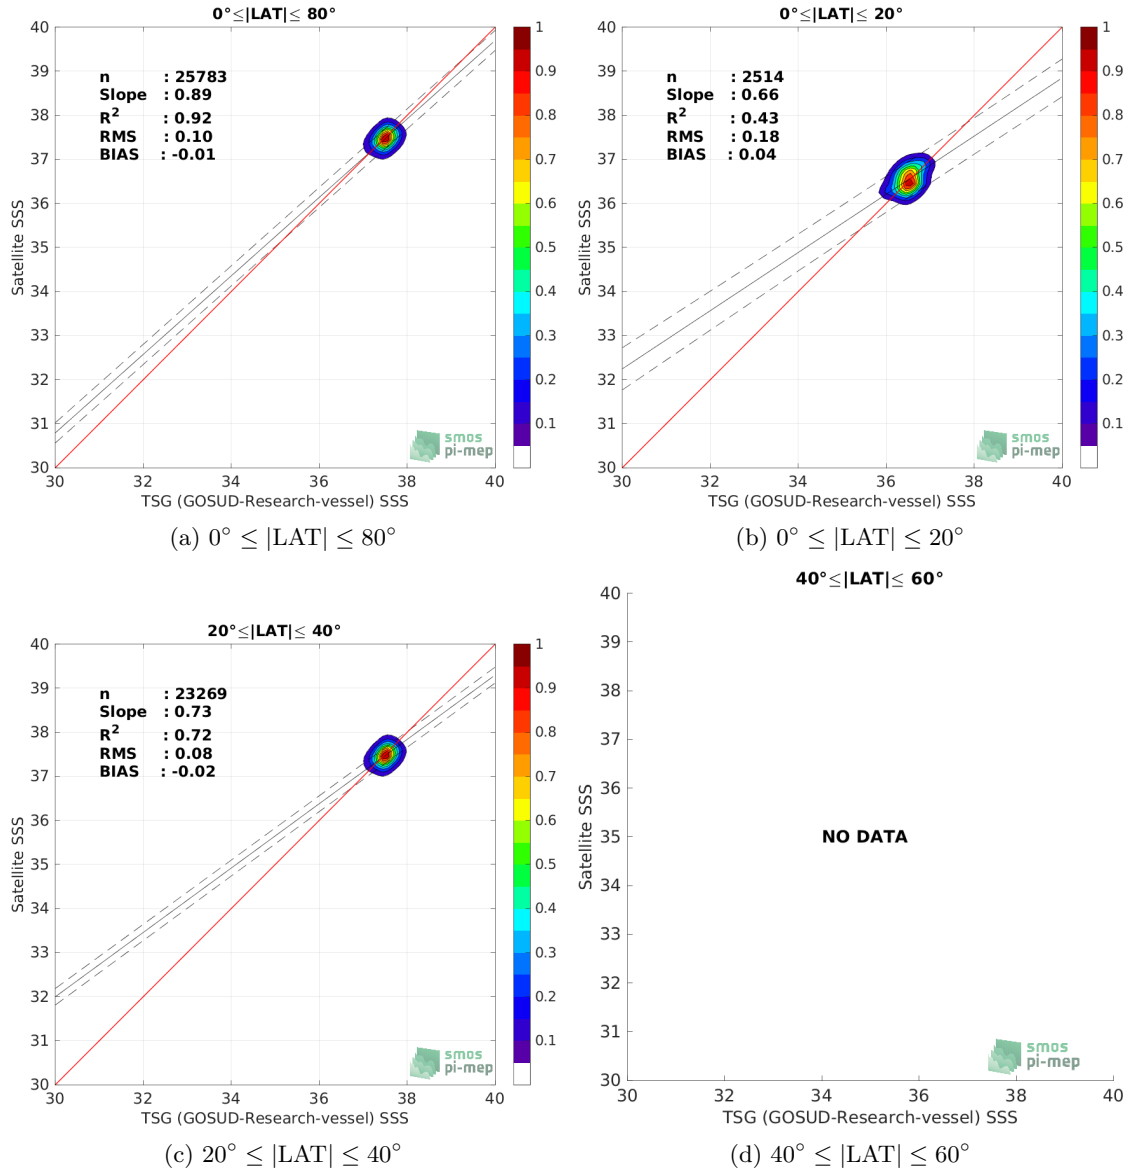 0°≤|LAT|≤ 80°
40
39
38
37
36
35
34
33
32
31
30
Satellite SSS
n : 25783
Slope : 0.89
R² : 0.92
RMS : 0.10
BIAS : -0.01
smos
pi-mep
30 32 34 36 38 40
TSG (GOSUD-Research-vessel) SSS
1
0.9
0.8
0.7
0.6
0.5
0.4
0.3
0.2
0.1
(a) 0° ≤ |LAT| ≤ 80°
0°≤|LAT|≤ 20°
40
39
38
37
36
35
34
33
32
31
30
Satellite SSS
n : 2514
Slope : 0.66
R² : 0.43
RMS : 0.18
BIAS : 0.04
smos
pi-mep
30 32 34 36 38 40
TSG (GOSUD-Research-vessel) SSS
1
0.9
0.8
0.7
0.6
0.5
0.4
0.3
0.2
0.1
(b) 0° ≤ |LAT| ≤ 20°
20°≤|LAT|≤ 40°
40
39
38
37
36
35
34
33
32
31
30
Satellite SSS
n : 23269
Slope : 0.73
R² : 0.72
RMS : 0.08
BIAS : -0.02
smos
pi-mep
30 32 34 36 38 40
TSG (GOSUD-Research-vessel) SSS
1
0.9
0.8
0.7
0.6
0.5
0.4
0.3
0.2
0.1
(c) 20° ≤ |LAT| ≤ 40°
40°≤|LAT|≤ 60°
40
39
38
37
36
35
34
33
32
31
30
Satellite SSS
NO DATA
smos
pi-mep
30 32 34 36 38 40
TSG (GOSUD-Research-vessel) SSS
(d) 40° ≤ |LAT| ≤ 60°